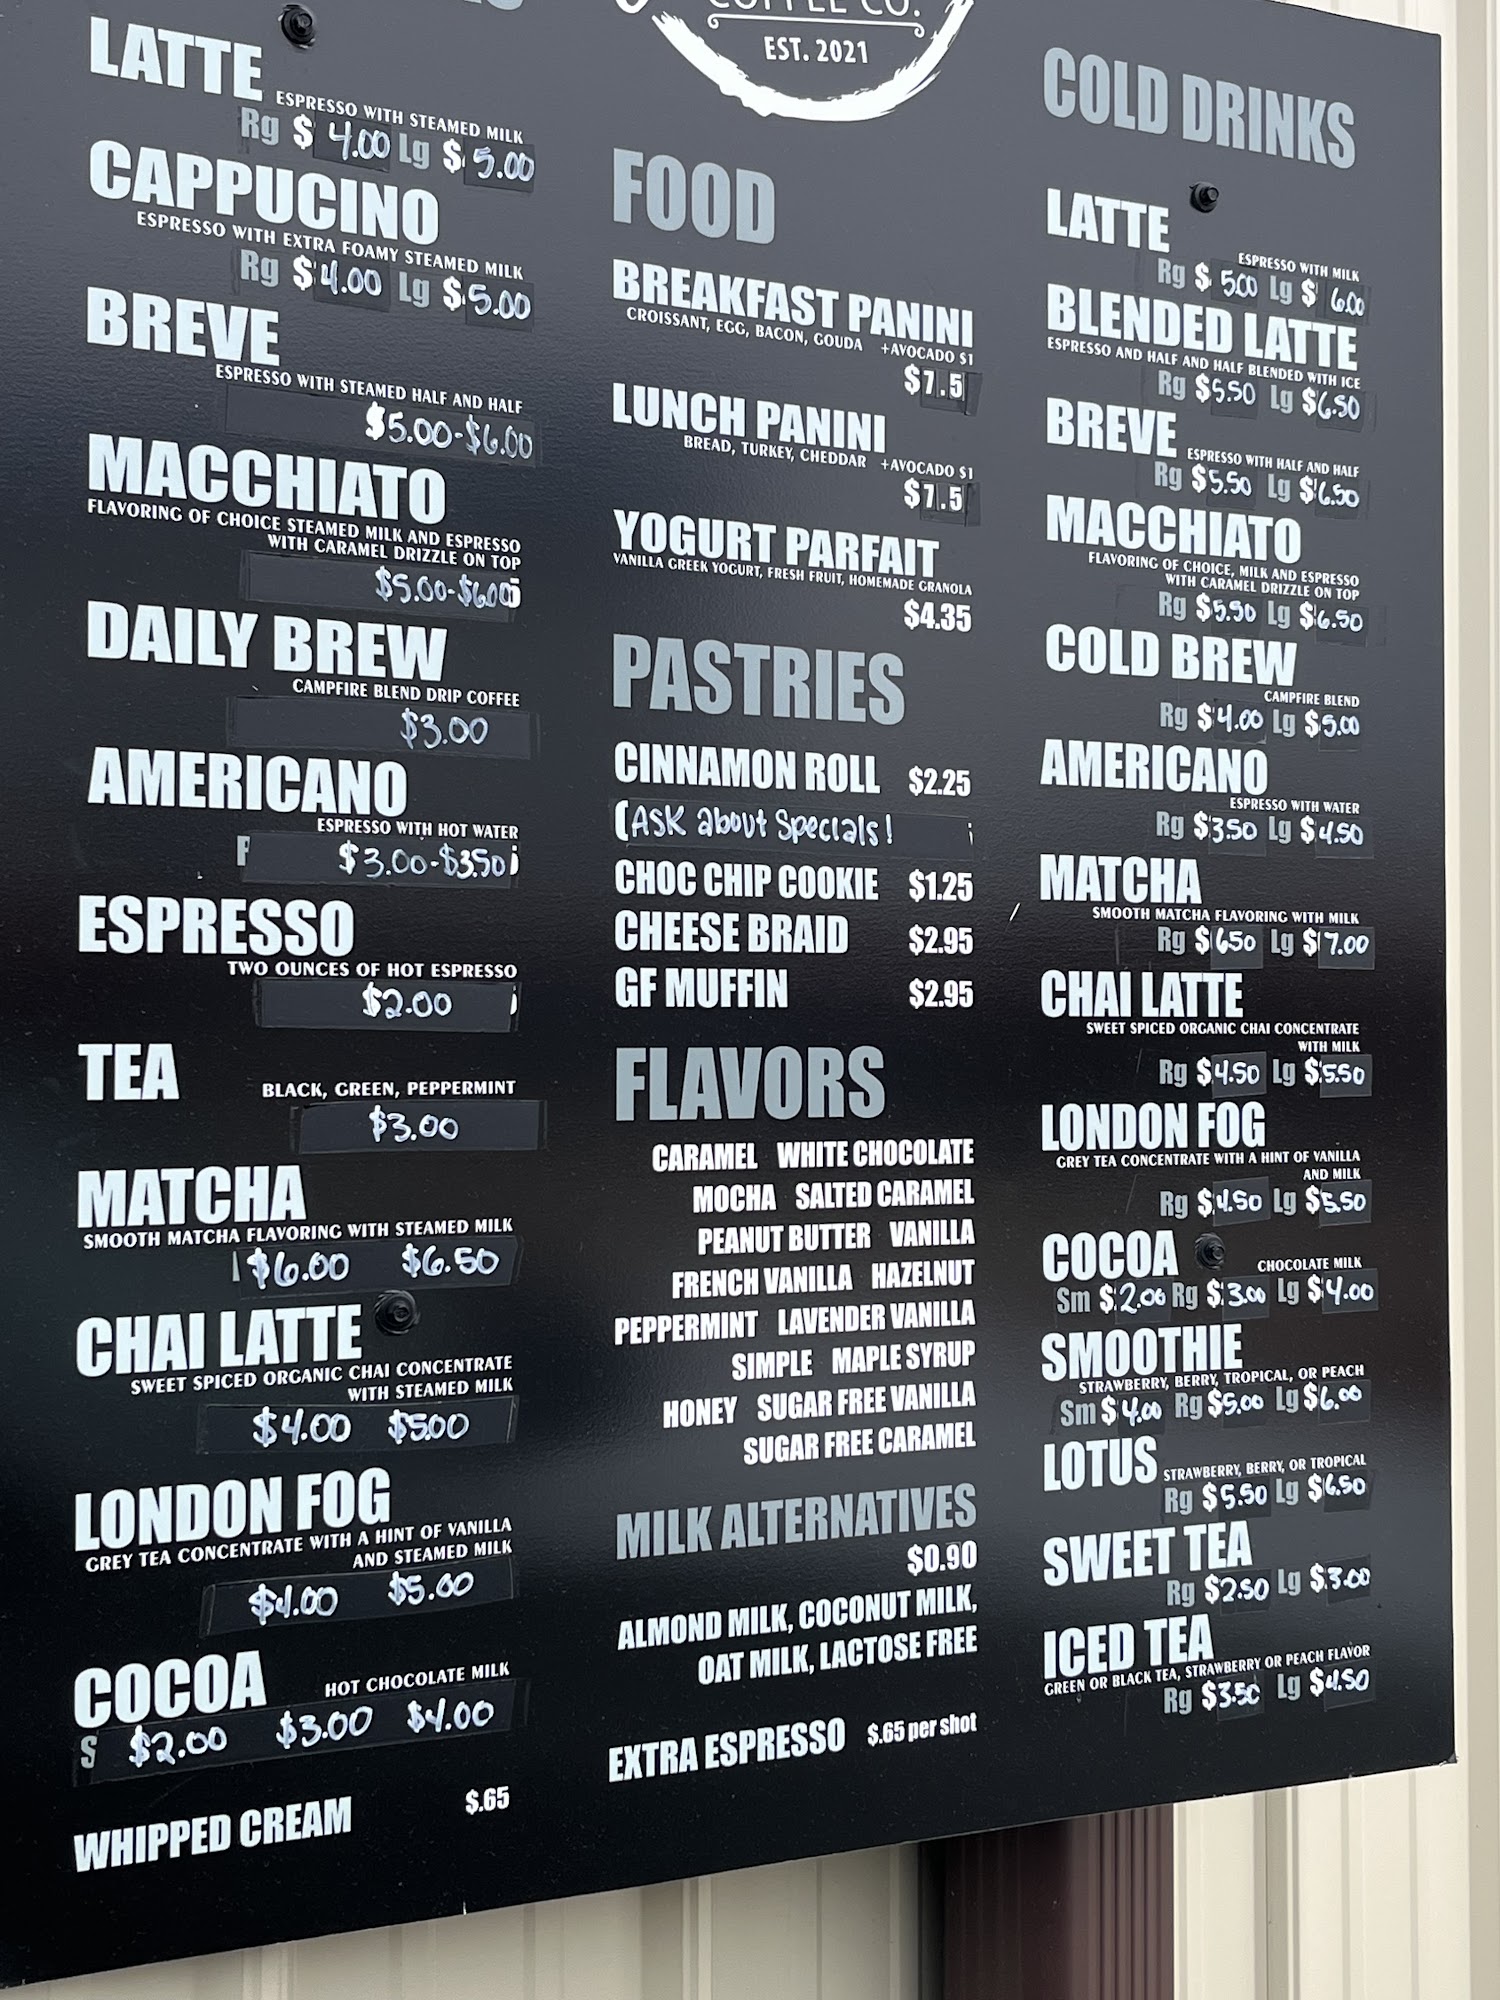 LATTE
ESPRESSO WITH STEAMED MILK
Rg $ 4.00 Lg $ 5.00
CAPPUCINO
ESPRESSO WITH EXTRA FOAMY STEAMED MILK
Rg $ 4.00 Lg $ 5.00
BREVE
ESPRESSO WITH STEAMED HALF AND HALF
$5.00-$6.00
MACCHIATO
FLAVORING OF CHOICE STEAMED MILK AND ESPRESSO
WITH CARAMEL DRIZZLE ON TOP
$5.00-$6.00
DAILY BREW
CAMPFIRE BLEND DRIP COFFEE
$3.00
AMERICANO
ESPRESSO WITH HOT WATER
$3.00-$3.50
ESPRESSO
TWO OUNCES OF HOT ESPRESSO
$2.00
TEA
BLACK, GREEN, PEPPERMINT
$3.00
MATCHA
SMOOTH MATCHA FLAVORING WITH STEAMED MILK
$6.00 $6.50
CHAI LATTE
SWEET SPICED ORGANIC CHAI CONCENTRATE
WITH STEAMED MILK
$4.00 $5.00
LONDON FOG
GREY TEA CONCENTRATE WITH A HINT OF VANILLA
AND STEAMED MILK
$4.00 $5.00
COCOA
HOT CHOCOLATE MILK
S $2.00 $3.00 $4.00
WHIPPED CREAM $.65
COFFEE CO.
EST. 2021
FOOD
BREAKFAST PANINI
CROISSANT, EGG, BACON, GOUDA +AVOCADO $1
$7.5
LUNCH PANINI
BREAD, TURKEY, CHEDDAR +AVOCADO $1
$7.5
YOGURT PARFAIT
VANILLA GREEK YOGURT, FRESH FRUIT, HOMEMADE GRANOLA
$4.35
PASTRIES
CINNAMON ROLL $2.25
Ask about Specials!
CHOC CHIP COOKIE $1.25
CHEESE BRAID $2.95
GF MUFFIN $2.95
FLAVORS
CARAMEL WHITE CHOCOLATE
MOCHA SALTED CARAMEL
PEANUT BUTTER VANILLA
FRENCH VANILLA HAZELNUT
PEPPERMINT LAVENDER VANILLA
SIMPLE MAPLE SYRUP
HONEY SUGAR FREE VANILLA
SUGAR FREE CARAMEL
MILK ALTERNATIVES
$0.90
ALMOND MILK, COCONUT MILK,
OAT MILK, LACTOSE FREE
EXTRA ESPRESSO $.65 per shot
COLD DRINKS
LATTE
ESPRESSO WITH MILK
Rg $ 5.00 Lg $ 6.00
BLENDED LATTE
ESPRESSO AND HALF AND HALF BLENDED WITH ICE
Rg $5.50 Lg $6.50
BREVE
ESPRESSO WITH HALF AND HALF
Rg $5.50 Lg $6.50
MACCHIATO
FLAVORING OF CHOICE, MILK AND ESPRESSO
WITH CARAMEL DRIZZLE ON TOP
Rg $5.50 Lg $6.50
COLD BREW
CAMPFIRE BLEND
Rg $4.00 Lg $5.00
AMERICANO
ESPRESSO WITH WATER
Rg $3.50 Lg $4.50
MATCHA
SMOOTH MATCHA FLAVORING WITH MILK
Rg $6.50 Lg $7.00
CHAI LATTE
SWEET SPICED ORGANIC CHAI CONCENTRATE
WITH MILK
Rg $4.50 Lg $5.50
LONDON FOG
GREY TEA CONCENTRATE WITH A HINT OF VANILLA
AND MILK
Rg $4.50 Lg $5.50
COCOA
CHOCOLATE MILK
Sm $2.00 Rg $3.00 Lg $4.00
SMOOTHIE
STRAWBERRY, BERRY, TROPICAL, OR PEACH
Sm $4.00 Rg $5.00 Lg $6.00
LOTUS
STRAWBERRY, BERRY, OR TROPICAL
Rg $5.50 Lg $6.50
SWEET TEA
Rg $2.50 Lg $3.00
ICED TEA
GREEN OR BLACK TEA, STRAWBERRY OR PEACH FLAVOR
Rg $3.50 Lg $4.50